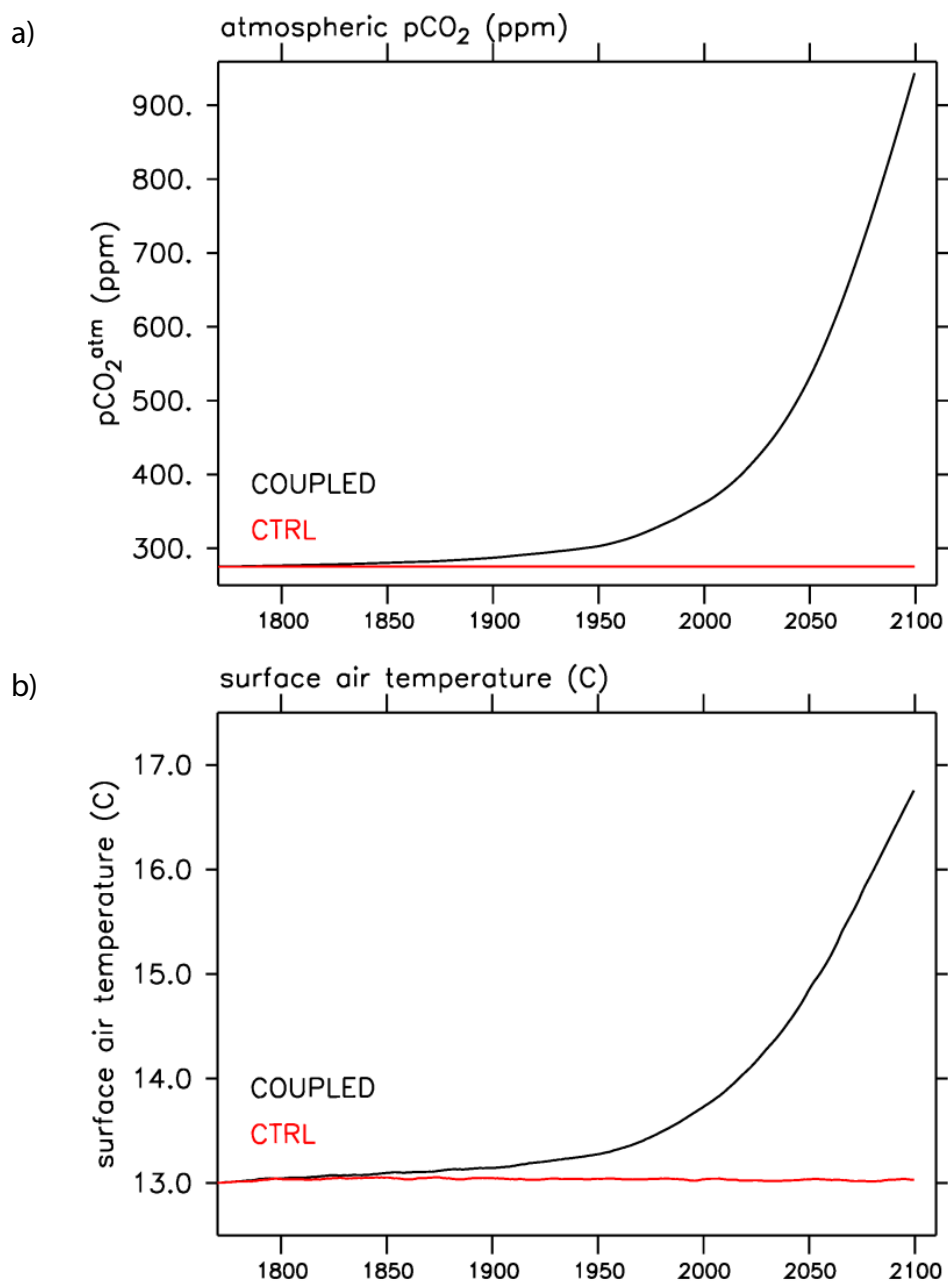 a)
atmospheric pCO₂ (ppm)
pCO₂ᵃᵗᵐ (ppm)
900.
800.
700.
600.
500.
400.
300.
COUPLED
CTRL
1800 1850 1900 1950 2000 2050 2100
b)
surface air temperature (C)
surface air temperature (C)
17.0
16.0
15.0
14.0
13.0
COUPLED
CTRL
1800 1850 1900 1950 2000 2050 2100